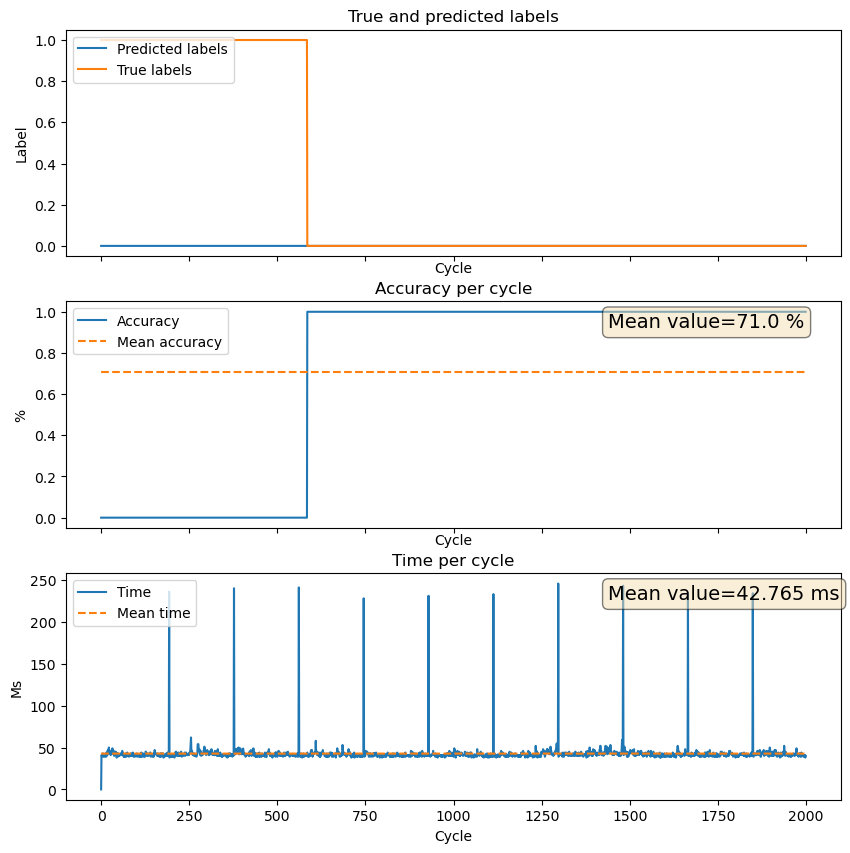 True and predicted labels
1.0
0.8
0.6
0.4
0.2
0.0
Label
Predicted labels
True labels
Cycle
Accuracy per cycle
1.0
0.8
0.6
0.4
0.2
0.0
%
Accuracy
Mean accuracy
Mean value=71.0 %
Cycle
Time per cycle
250
200
150
100
50
0
Ms
Time
Mean time
Mean value=42.765 ms
0 250 500 750 1000 1250 1500 1750 2000
Cycle